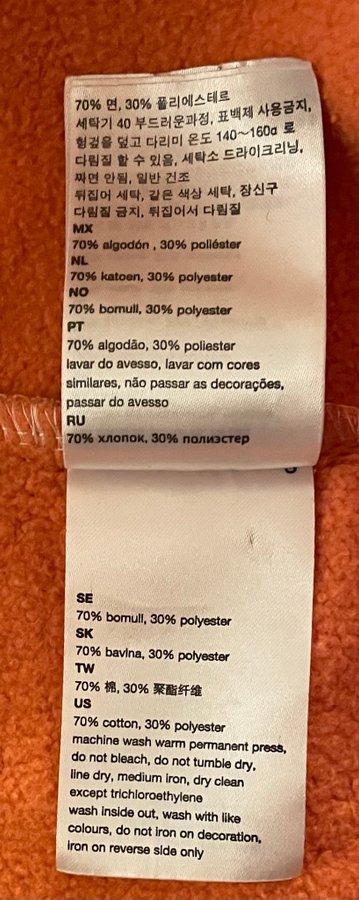 70% 면, 30% 폴리에스테르
세탁기 40 부드러운과정, 표백제 사용금지,
헝겊을 덮고 다리미 온도 140~160α 로
다림질 할 수 있음, 세탁소 드라이크리닝,
짜면 안됨, 일반 건조
뒤집어 세탁, 같은 색상 세탁, 장신구
다림질 금지, 뒤집어서 다림질
MX
70% algodón , 30% poliéster
NL
70% katoen, 30% polyester
NO
70% bomull, 30% polyester
PT
70% algodão, 30% poliester
lavar do avesso, lavar com cores
similares, não passar as decorações,
passar do avesso
RU
70% хлопок, 30% полиэстер
SE
70% bomull, 30% polyester
SK
70% bavlna, 30% polyester
TW
70% 棉, 30% 聚酯纤维
US
70% cotton, 30% polyester
machine wash warm permanent press,
do not bleach, do not tumble dry,
line dry, medium iron, dry clean
except trichloroethylene
wash inside out, wash with like
colours, do not iron on decoration,
iron on reverse side only